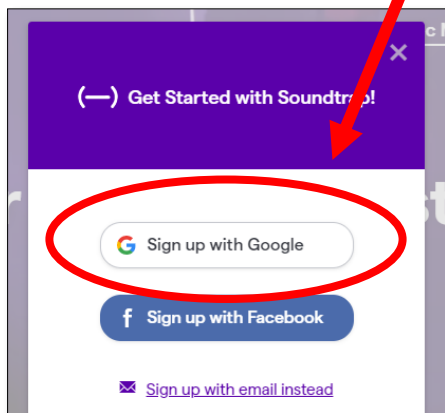 Get Started with Soundtrap!
Sign up with Google
Sign up with Facebook
Sign up with email instead